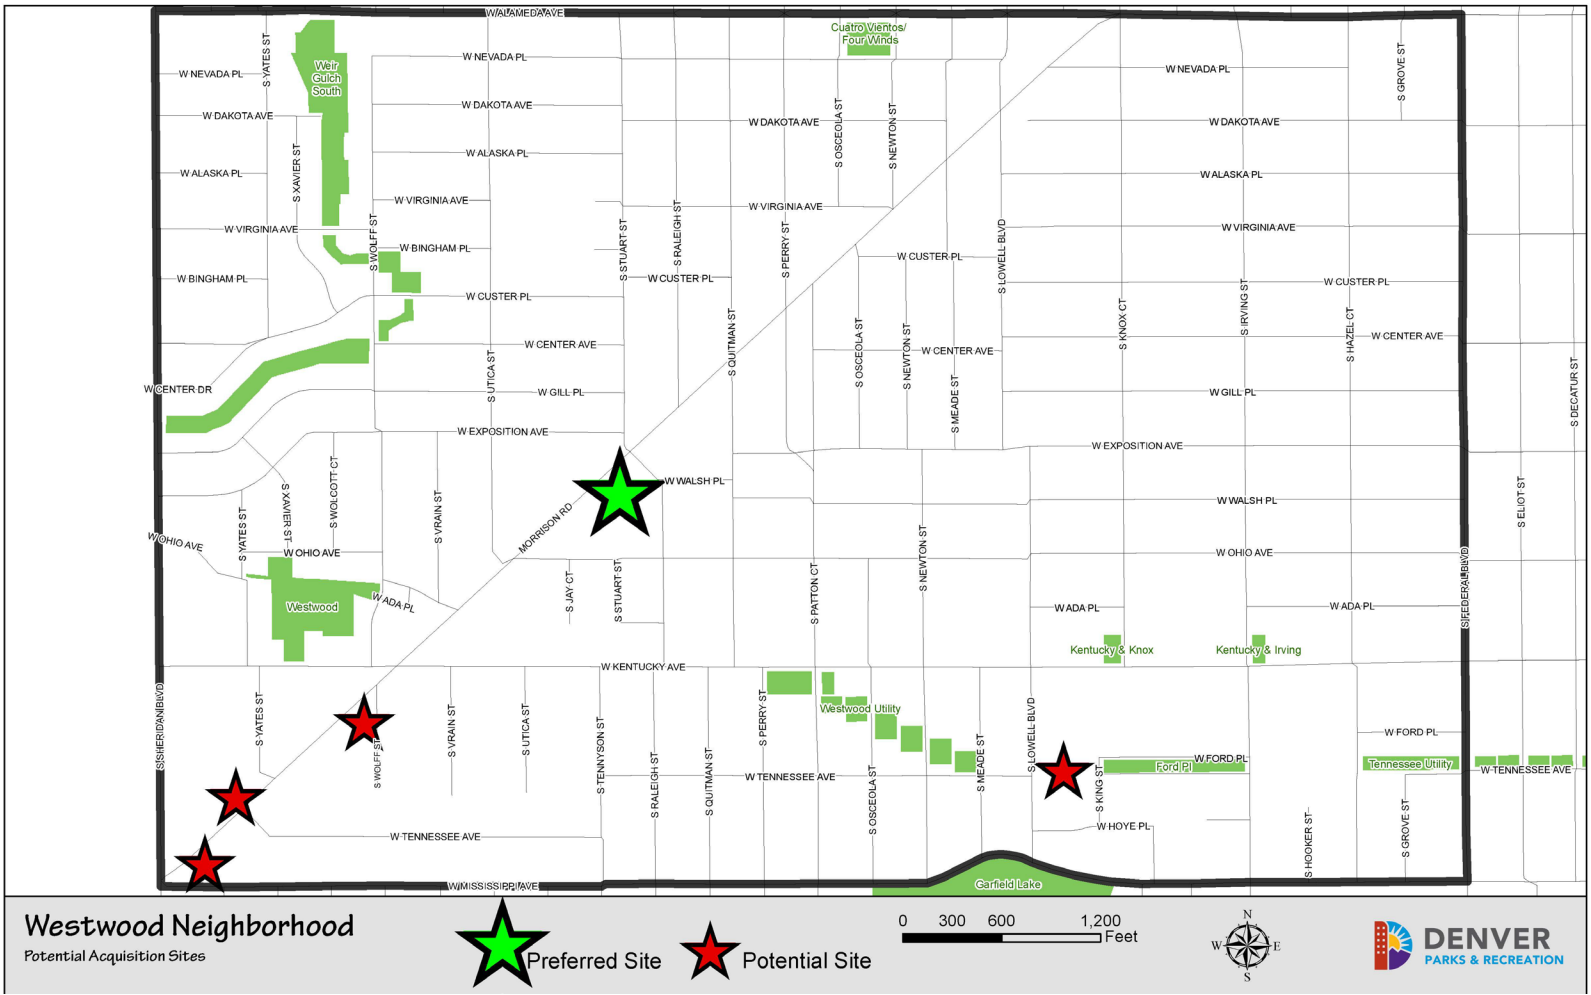 W ALAMEDA AVE
Cuatro Vientos/
Four Winds
S YATES ST
Weir
Gulch
South
W NEVADA PL
W NEVADA PL
W NEVADA PL
S GROVE ST
W DAKOTA AVE
W DAKOTA AVE
W DAKOTA AVE
W DAKOTA AVE
S OSCEOLA ST
S NEWTON ST
S XAVIER ST
W ALASKA PL
W ALASKA PL
W ALASKA PL
W VIRGINIA AVE
W VIRGINIA AVE
W VIRGINIA AVE
W VIRGINIA AVE
S WOLFF ST
S STUART ST
S RALEIGH ST
S PERRY ST
S LOWELL BLVD
W BINGHAM PL
W BINGHAM PL
W CUSTER PL
W CUSTER PL
W CUSTER PL
W CUSTER PL
S QUITMAN ST
S KNOX CT
S IRVING ST
S HAZEL CT
W CENTER AVE
W CENTER AVE
W CENTER AVE
S UTICA ST
S OSCEOLA ST
S NEWTON ST
S MEADE ST
S DECATUR ST
W CENTER DR
W GILL PL
W GILL PL
W EXPOSITION AVE
W EXPOSITION AVE
W WALSH PL
W WALSH PL
S XAVIER ST
S WOLCOTT CT
S VRAIN ST
S YATES ST
MORRISON RD
S ELIOT ST
W OHIO AVE
W OHIO AVE
W OHIO AVE
S JAY CT
S STUART ST
S PATTON CT
S NEWTON ST
S FEDERAL BLVD
Westwood
W ADA PL
W ADA PL
W ADA PL
Kentucky & Knox
Kentucky & Irving
W KENTUCKY AVE
S SHERIDAN BLVD
S YATES ST
S WOLFF ST
S VRAIN ST
S UTICA ST
S TENNYSON ST
S RALEIGH ST
S QUITMAN ST
S PERRY ST
Westwood Utility
S OSCEOLA ST
S MEADE ST
S LOWELL BLVD
S KING ST
W FORD PL
W FORD PL
Ford Pl
Tennessee Utility
W TENNESSEE AVE
W TENNESSEE AVE
W TENNESSEE AVE
W HOYE PL
S HOOKER ST
S GROVE ST
W MISSISSIPPI AVE
Garfield Lake
Westwood Neighborhood
Potential Acquisition Sites
Preferred Site
Potential Site
0 300 600 1,200
Feet
N
W E
S
DENVER
PARKS & RECREATION